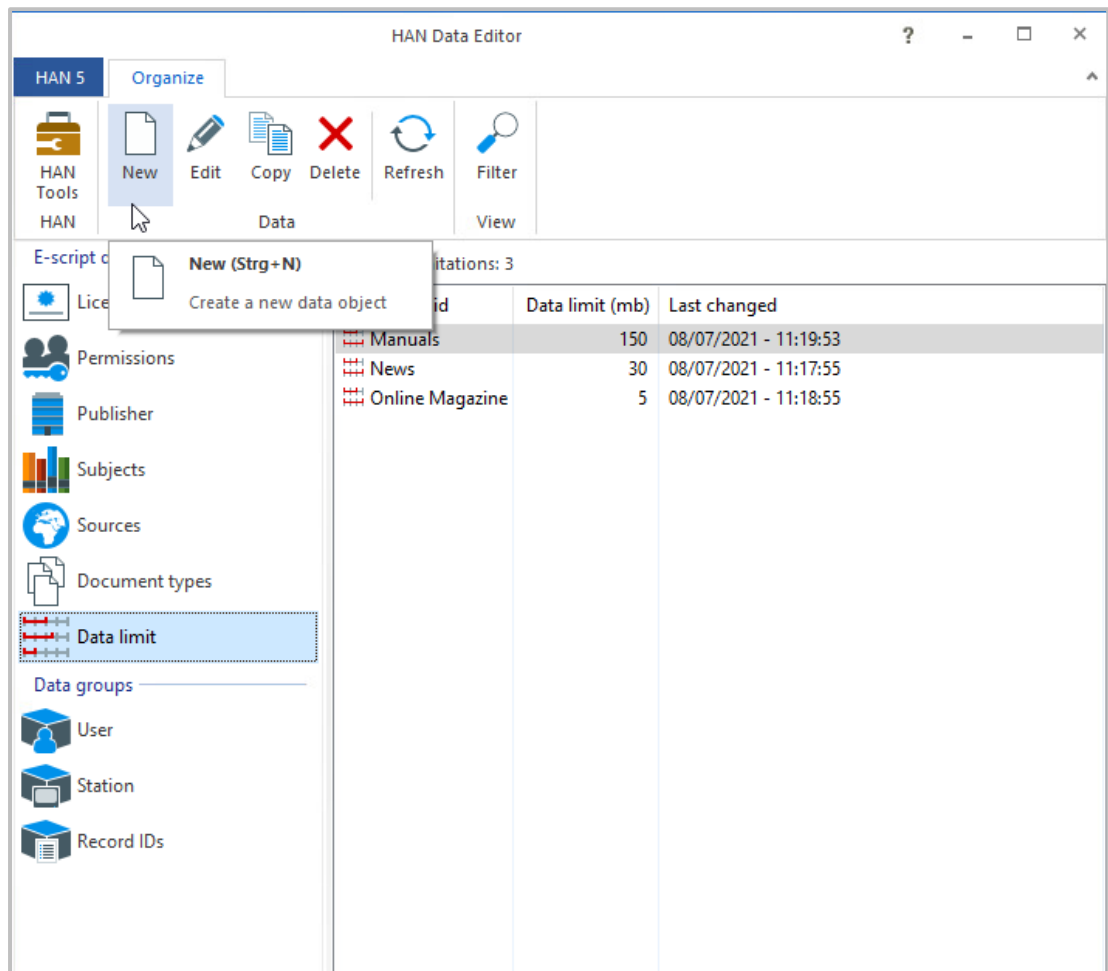 HAN Data Editor
HAN 5 Organize
HAN Tools New Edit Copy Delete Refresh Filter
HAN Data View
E-script
New (Strg+N)
Create a new data object
3
Data limit (mb) Last changed
Manuals 150 08/07/2021 - 11:19:53
News 30 08/07/2021 - 11:17:55
Online Magazine 5 08/07/2021 - 11:18:55
Permissions
Publisher
Subjects
Sources
Document types
Data limit
Data groups
User
Station
Record IDs